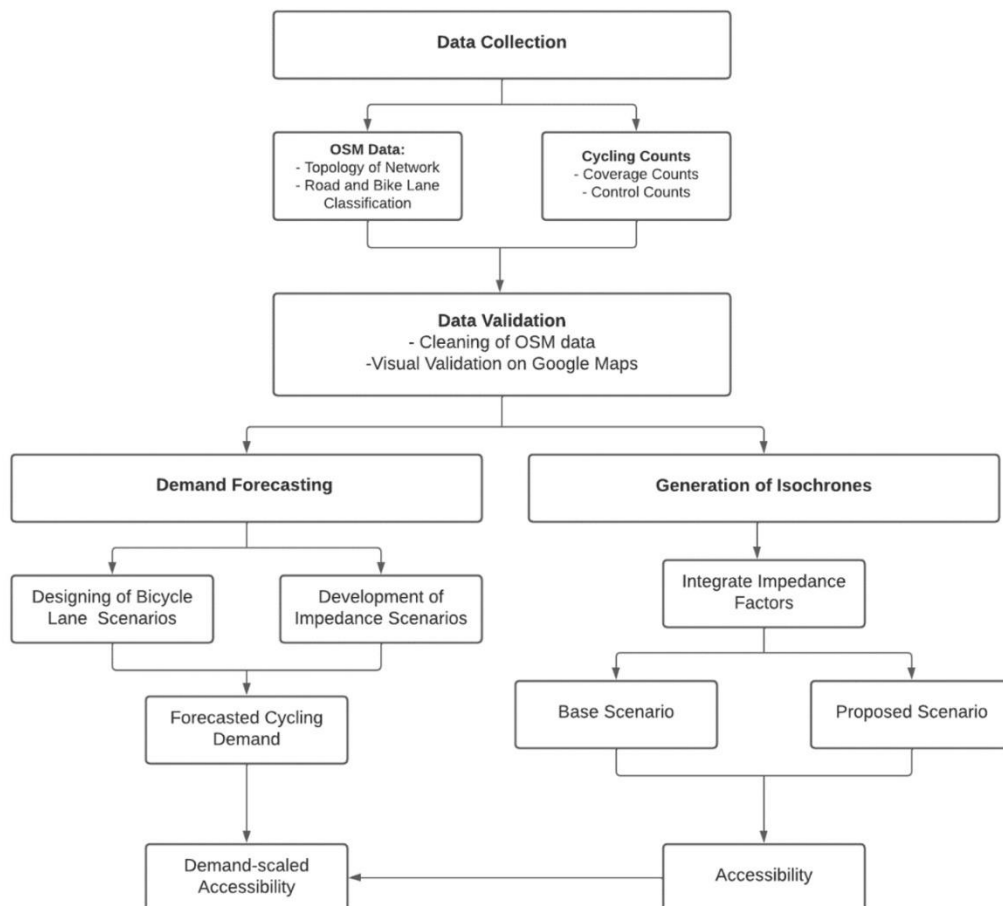 Data Collection
OSM Data:
- Topology of Network
- Road and Bike Lane
Classification
Cycling Counts
- Coverage Counts
- Control Counts
Data Validation
- Cleaning of OSM data
-Visual Validation on Google Maps
Demand Forecasting
Generation of Isochrones
Designing of Bicycle
Lane Scenarios
Development of
Impedance Scenarios
Integrate Impedance
Factors
Forecasted Cycling
Demand
Base Scenario
Proposed Scenario
Demand-scaled
Accessibility
Accessibility